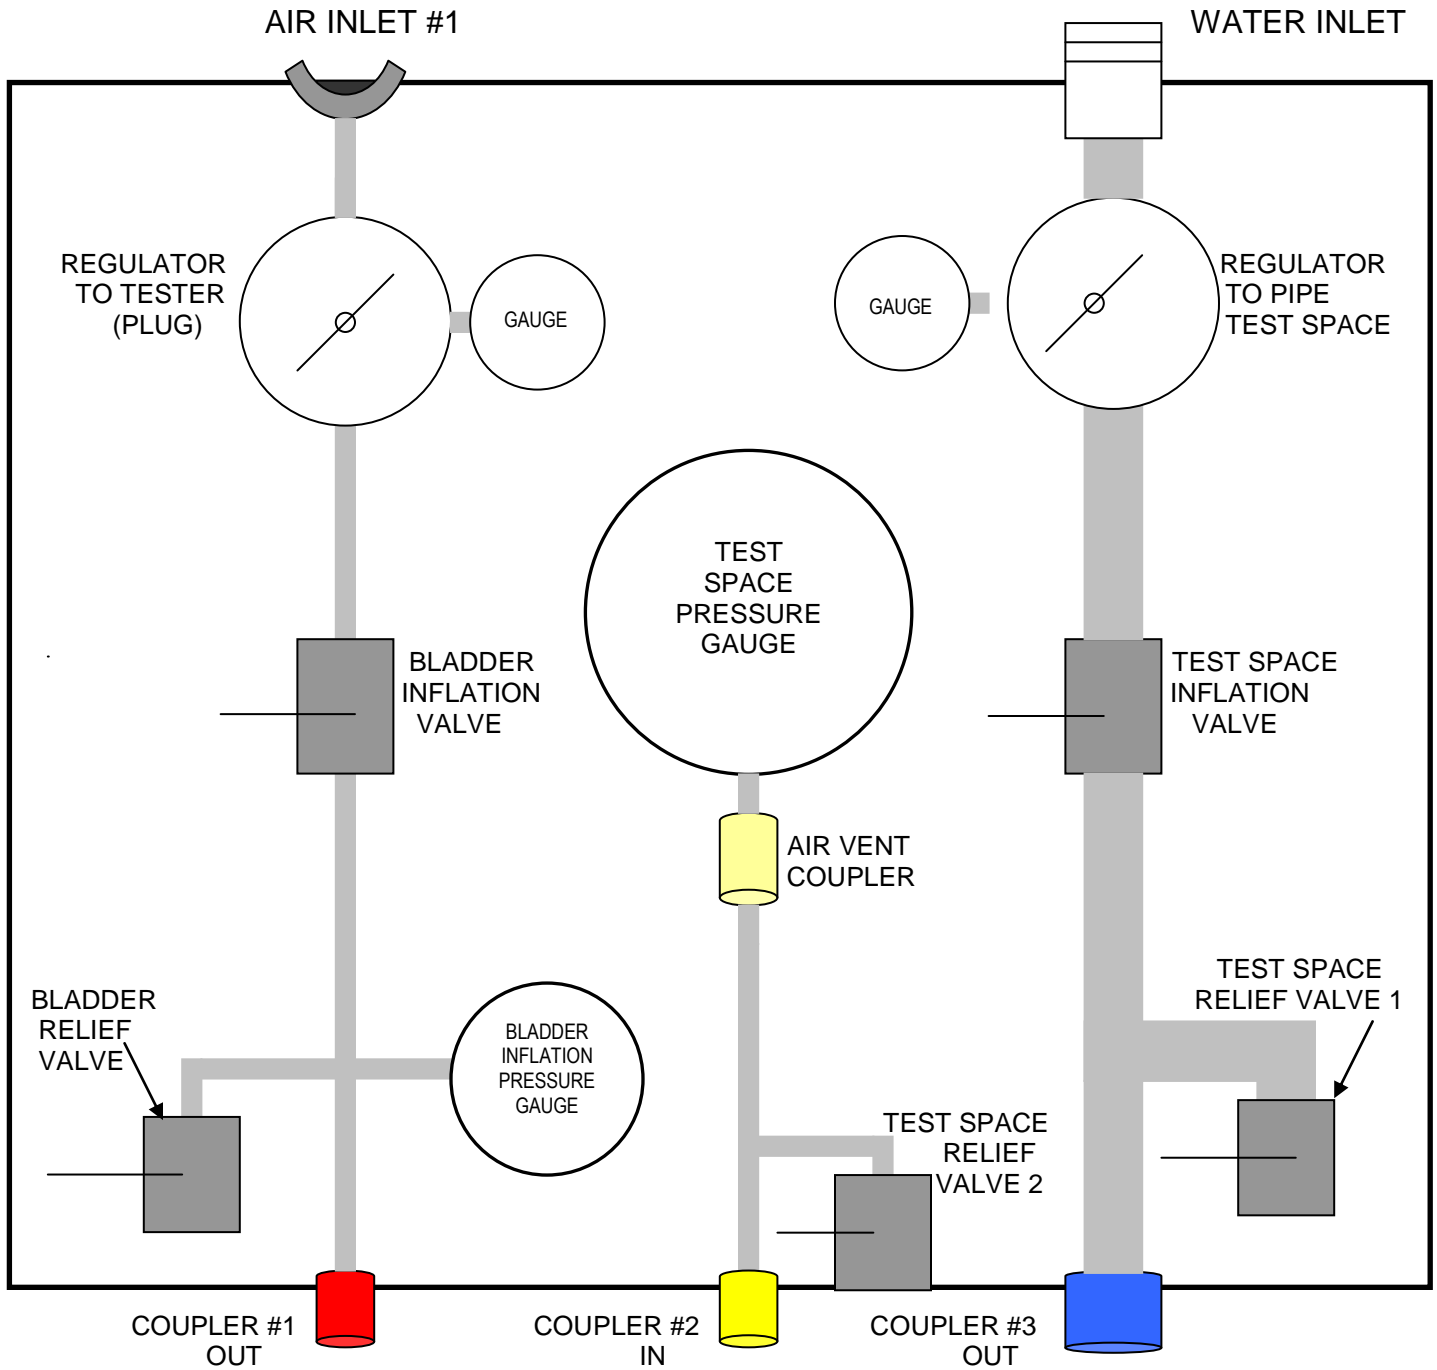 AIR INLET #1
WATER INLET
REGULATOR
TO TESTER
(PLUG)
GAUGE
GAUGE
REGULATOR
TO PIPE
TEST SPACE
TEST
SPACE
PRESSURE
GAUGE
BLADDER
INFLATION
VALVE
TEST SPACE
INFLATION
VALVE
AIR VENT
COUPLER
BLADDER
RELIEF
VALVE
BLADDER
INFLATION
PRESSURE
GAUGE
TEST SPACE
RELIEF VALVE 1
TEST SPACE
RELIEF
VALVE 2
COUPLER #1
OUT
COUPLER #2
IN
COUPLER #3
OUT